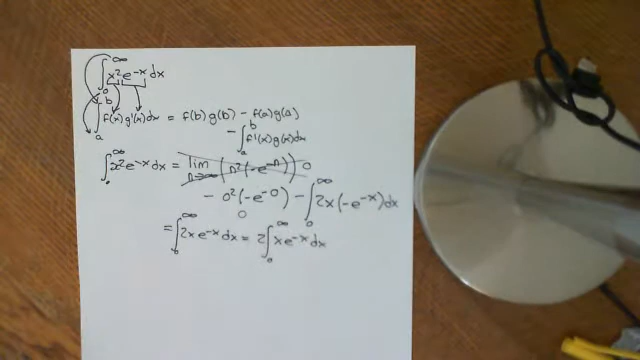 ∫₀^∞ x²e^{-x} dx
∫ₐ^b f(x)g'(x)dx = f(b)g(b) - f(a)g(a)
- ∫ₐ^b f'(x)g(x)dx
∫₀^∞ x²e^{-x}dx = lim_{n→∞} (n²(-e^{-n})) 0
- 0²(-e^{-0}) - ∫₀^∞ 2x(-e^{-x})dx
0
= ∫₀^∞ 2xe^{-x}dx = 2∫₀^∞ xe^{-x}dx